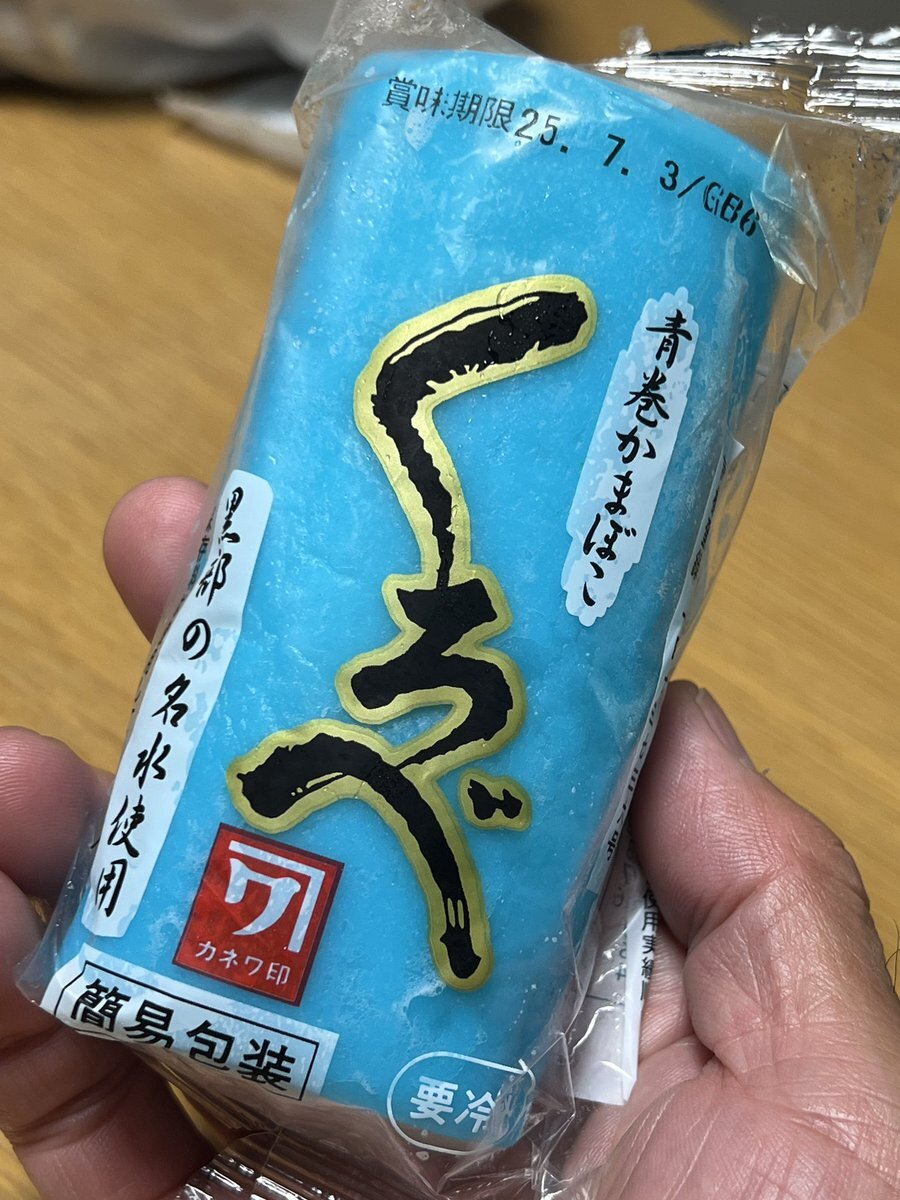 賞味期限25. 7. 3/GB6
青巻かまぼこ
くろべ
黒部の名水使用
カネワ印
簡易包装
要冷